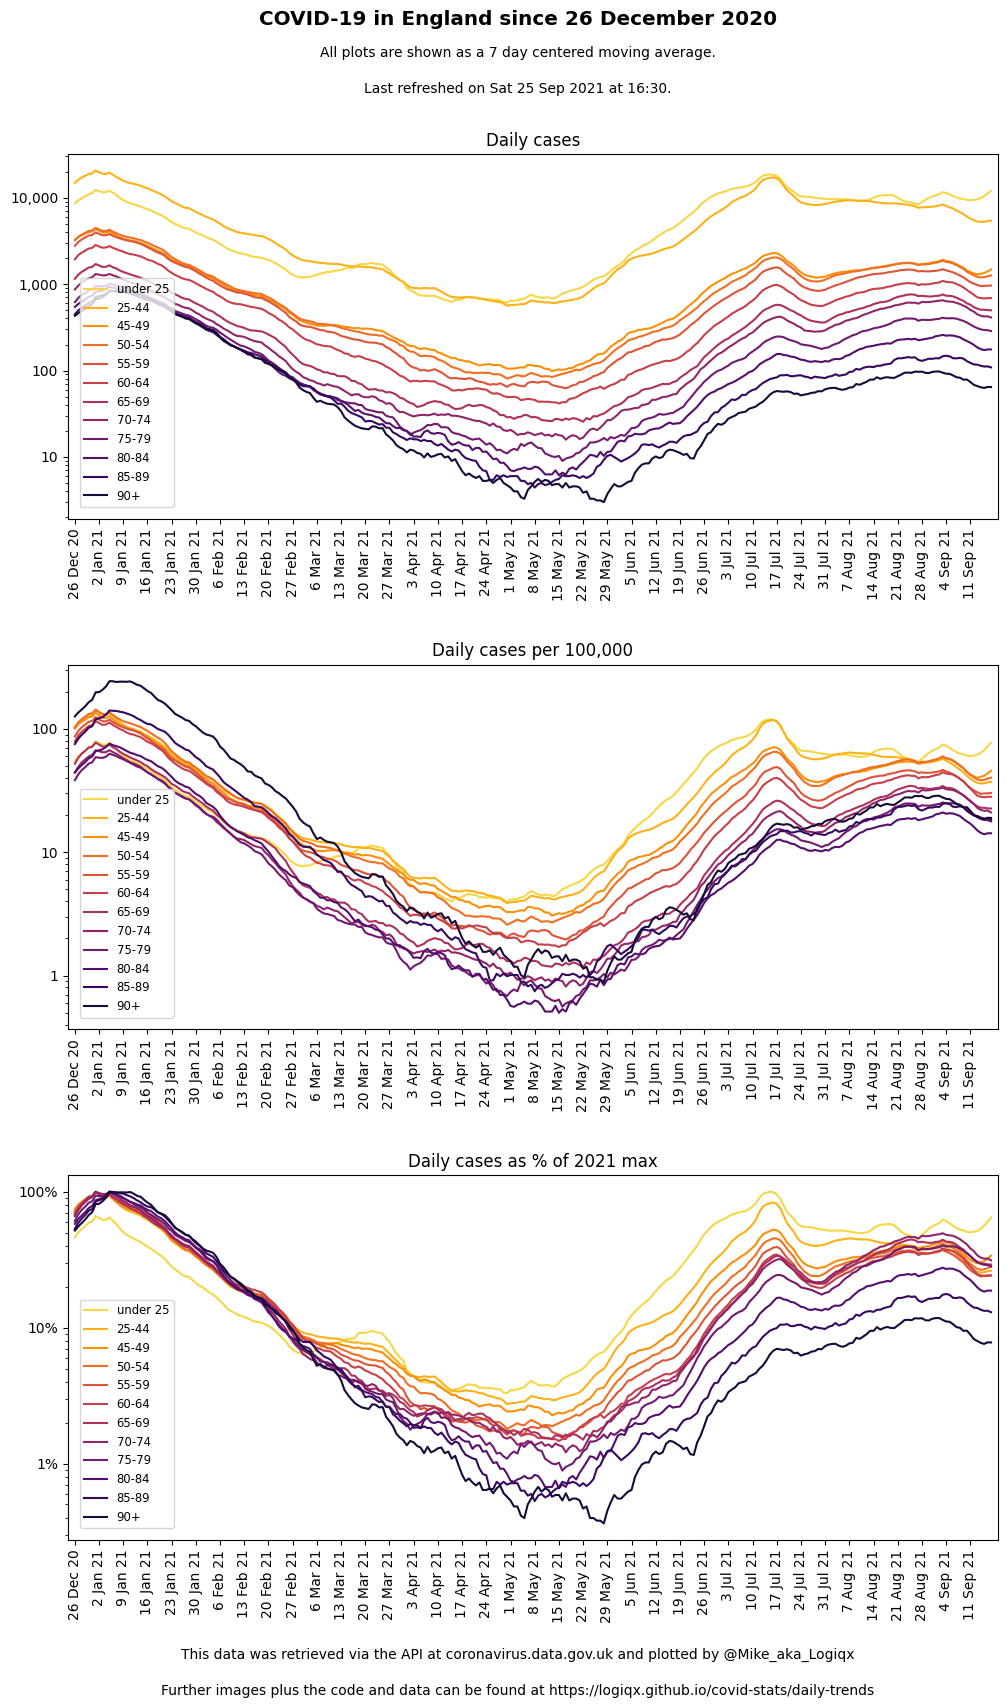 COVID-19 in England since 26 December 2020
All plots are shown as a 7 day centered moving average.
Last refreshed on Sat 25 Sep 2021 at 16:30.
Daily cases
10,000
1,000
100
10
under 25
25-44
45-49
50-54
55-59
60-64
65-69
70-74
75-79
80-84
85-89
90+
26 Dec 20
2 Jan 21
9 Jan 21
16 Jan 21
23 Jan 21
30 Jan 21
6 Feb 21
13 Feb 21
20 Feb 21
27 Feb 21
6 Mar 21
13 Mar 21
20 Mar 21
27 Mar 21
3 Apr 21
10 Apr 21
17 Apr 21
24 Apr 21
1 May 21
8 May 21
15 May 21
22 May 21
29 May 21
5 Jun 21
12 Jun 21
19 Jun 21
26 Jun 21
3 Jul 21
10 Jul 21
17 Jul 21
24 Jul 21
31 Jul 21
7 Aug 21
14 Aug 21
21 Aug 21
28 Aug 21
4 Sep 21
11 Sep 21
Daily cases per 100,000
100
10
1
under 25
25-44
45-49
50-54
55-59
60-64
65-69
70-74
75-79
80-84
85-89
90+
26 Dec 20
2 Jan 21
9 Jan 21
16 Jan 21
23 Jan 21
30 Jan 21
6 Feb 21
13 Feb 21
20 Feb 21
27 Feb 21
6 Mar 21
13 Mar 21
20 Mar 21
27 Mar 21
3 Apr 21
10 Apr 21
17 Apr 21
24 Apr 21
1 May 21
8 May 21
15 May 21
22 May 21
29 May 21
5 Jun 21
12 Jun 21
19 Jun 21
26 Jun 21
3 Jul 21
10 Jul 21
17 Jul 21
24 Jul 21
31 Jul 21
7 Aug 21
14 Aug 21
21 Aug 21
28 Aug 21
4 Sep 21
11 Sep 21
Daily cases as % of 2021 max
100%
10%
1%
under 25
25-44
45-49
50-54
55-59
60-64
65-69
70-74
75-79
80-84
85-89
90+
26 Dec 20
2 Jan 21
9 Jan 21
16 Jan 21
23 Jan 21
30 Jan 21
6 Feb 21
13 Feb 21
20 Feb 21
27 Feb 21
6 Mar 21
13 Mar 21
20 Mar 21
27 Mar 21
3 Apr 21
10 Apr 21
17 Apr 21
24 Apr 21
1 May 21
8 May 21
15 May 21
22 May 21
29 May 21
5 Jun 21
12 Jun 21
19 Jun 21
26 Jun 21
3 Jul 21
10 Jul 21
17 Jul 21
24 Jul 21
31 Jul 21
7 Aug 21
14 Aug 21
21 Aug 21
28 Aug 21
4 Sep 21
11 Sep 21
This data was retrieved via the API at coronavirus.data.gov.uk and plotted by @Mike_aka_Logiqx
Further images plus the code and data can be found at https://logiqx.github.io/covid-stats/daily-trends